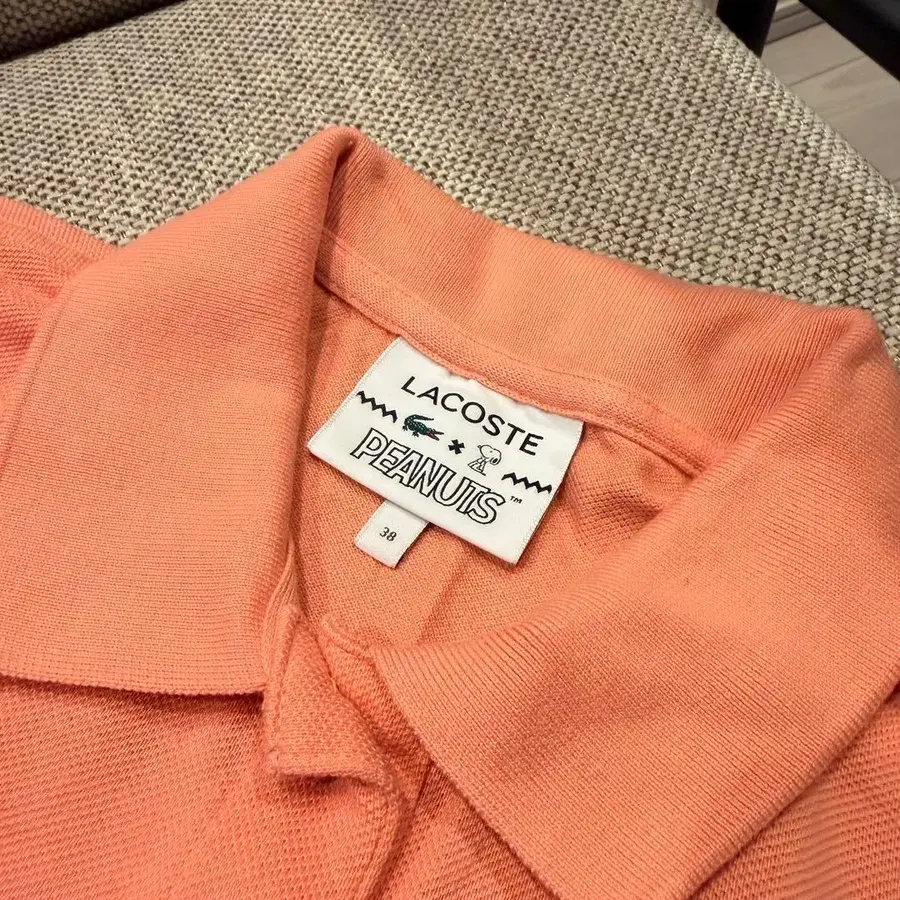 LACOSTE
×
PEANUTS™
38